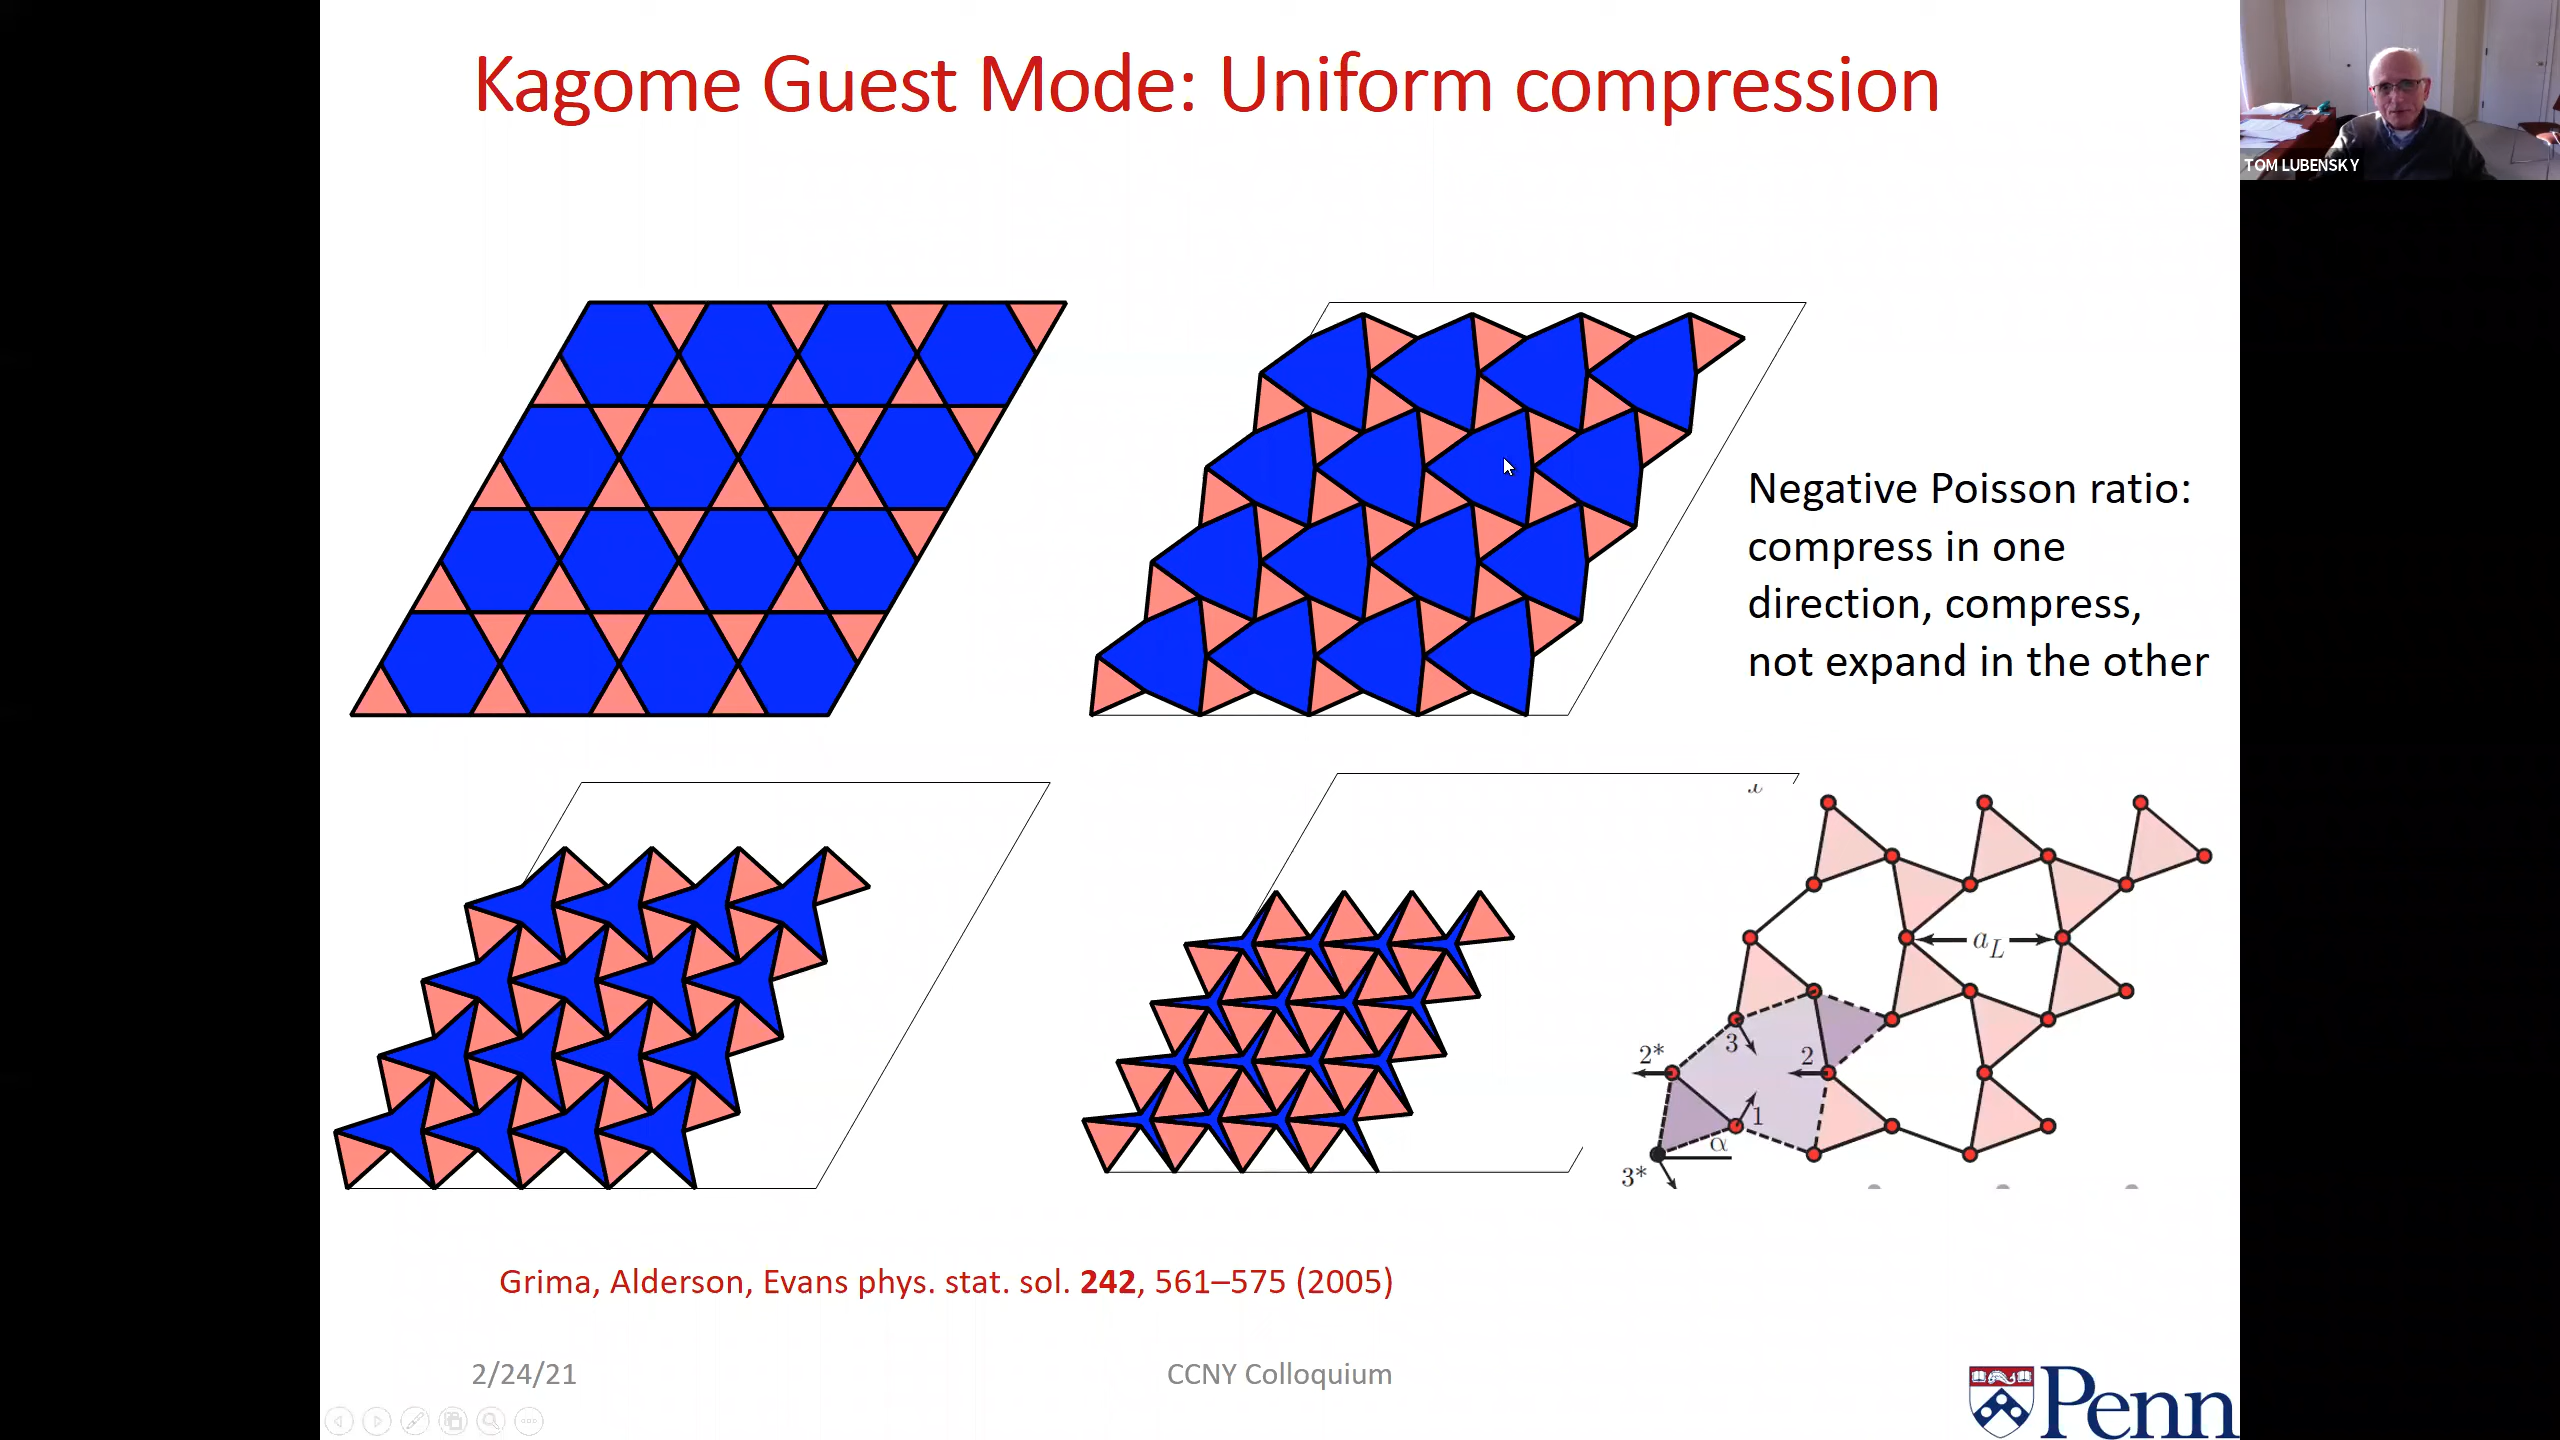 Kagome Guest Mode: Uniform compression
TOM LUBENSKY
Negative Poisson ratio:
compress in one
direction, compress,
not expand in the other
x
a_L
3
2*
2
1
α
3*
Grima, Alderson, Evans phys. stat. sol. 242, 561–575 (2005)
2/24/21
CCNY Colloquium
Penn